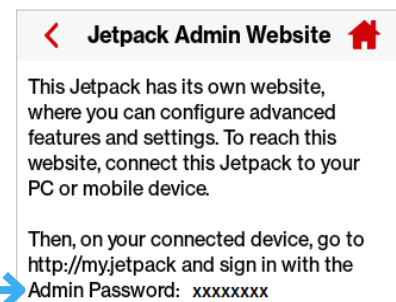 Jetpack Admin Website
This Jetpack has its own website,
where you can configure advanced
features and settings. To reach this
website, connect this Jetpack to your
PC or mobile device.
Then, on your connected device, go to
http://my.jetpack and sign in with the
Admin Password: xxxxxxxx